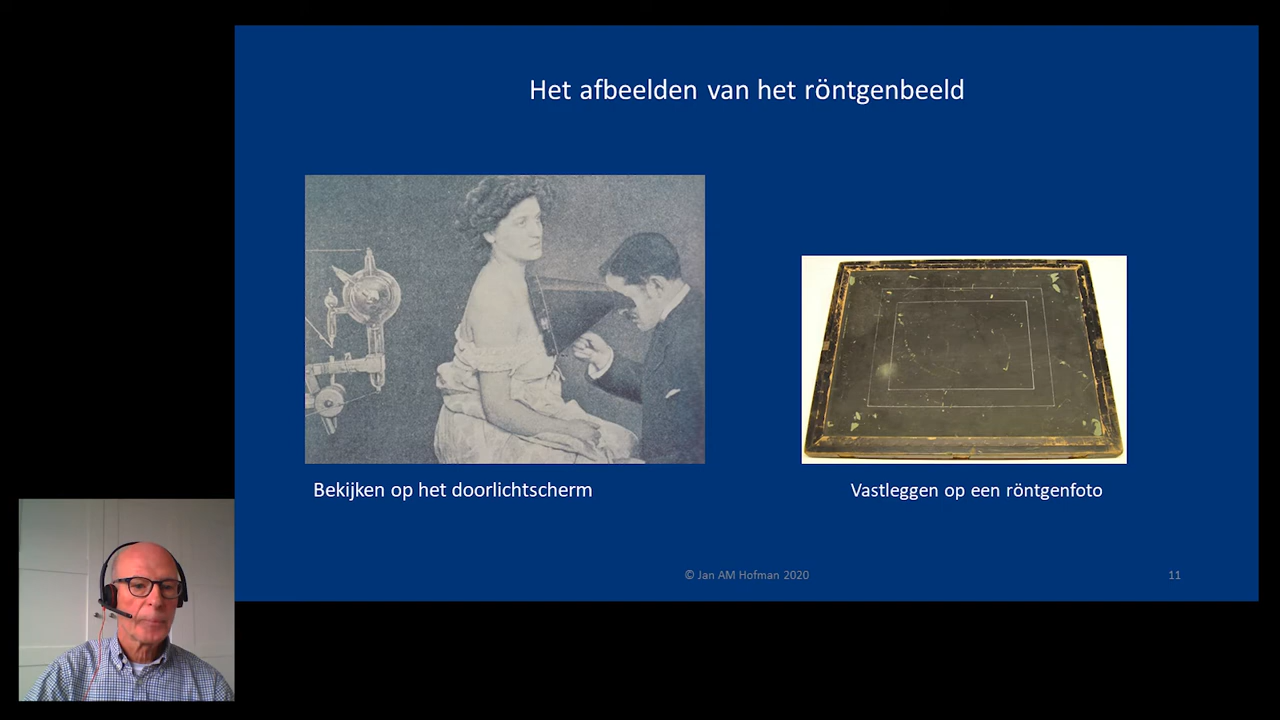 Het afbeelden van het röntgenbeeld
Bekijken op het doorlichtscherm
Vastleggen op een röntgenfoto
© Jan AM Hofman 2020
11